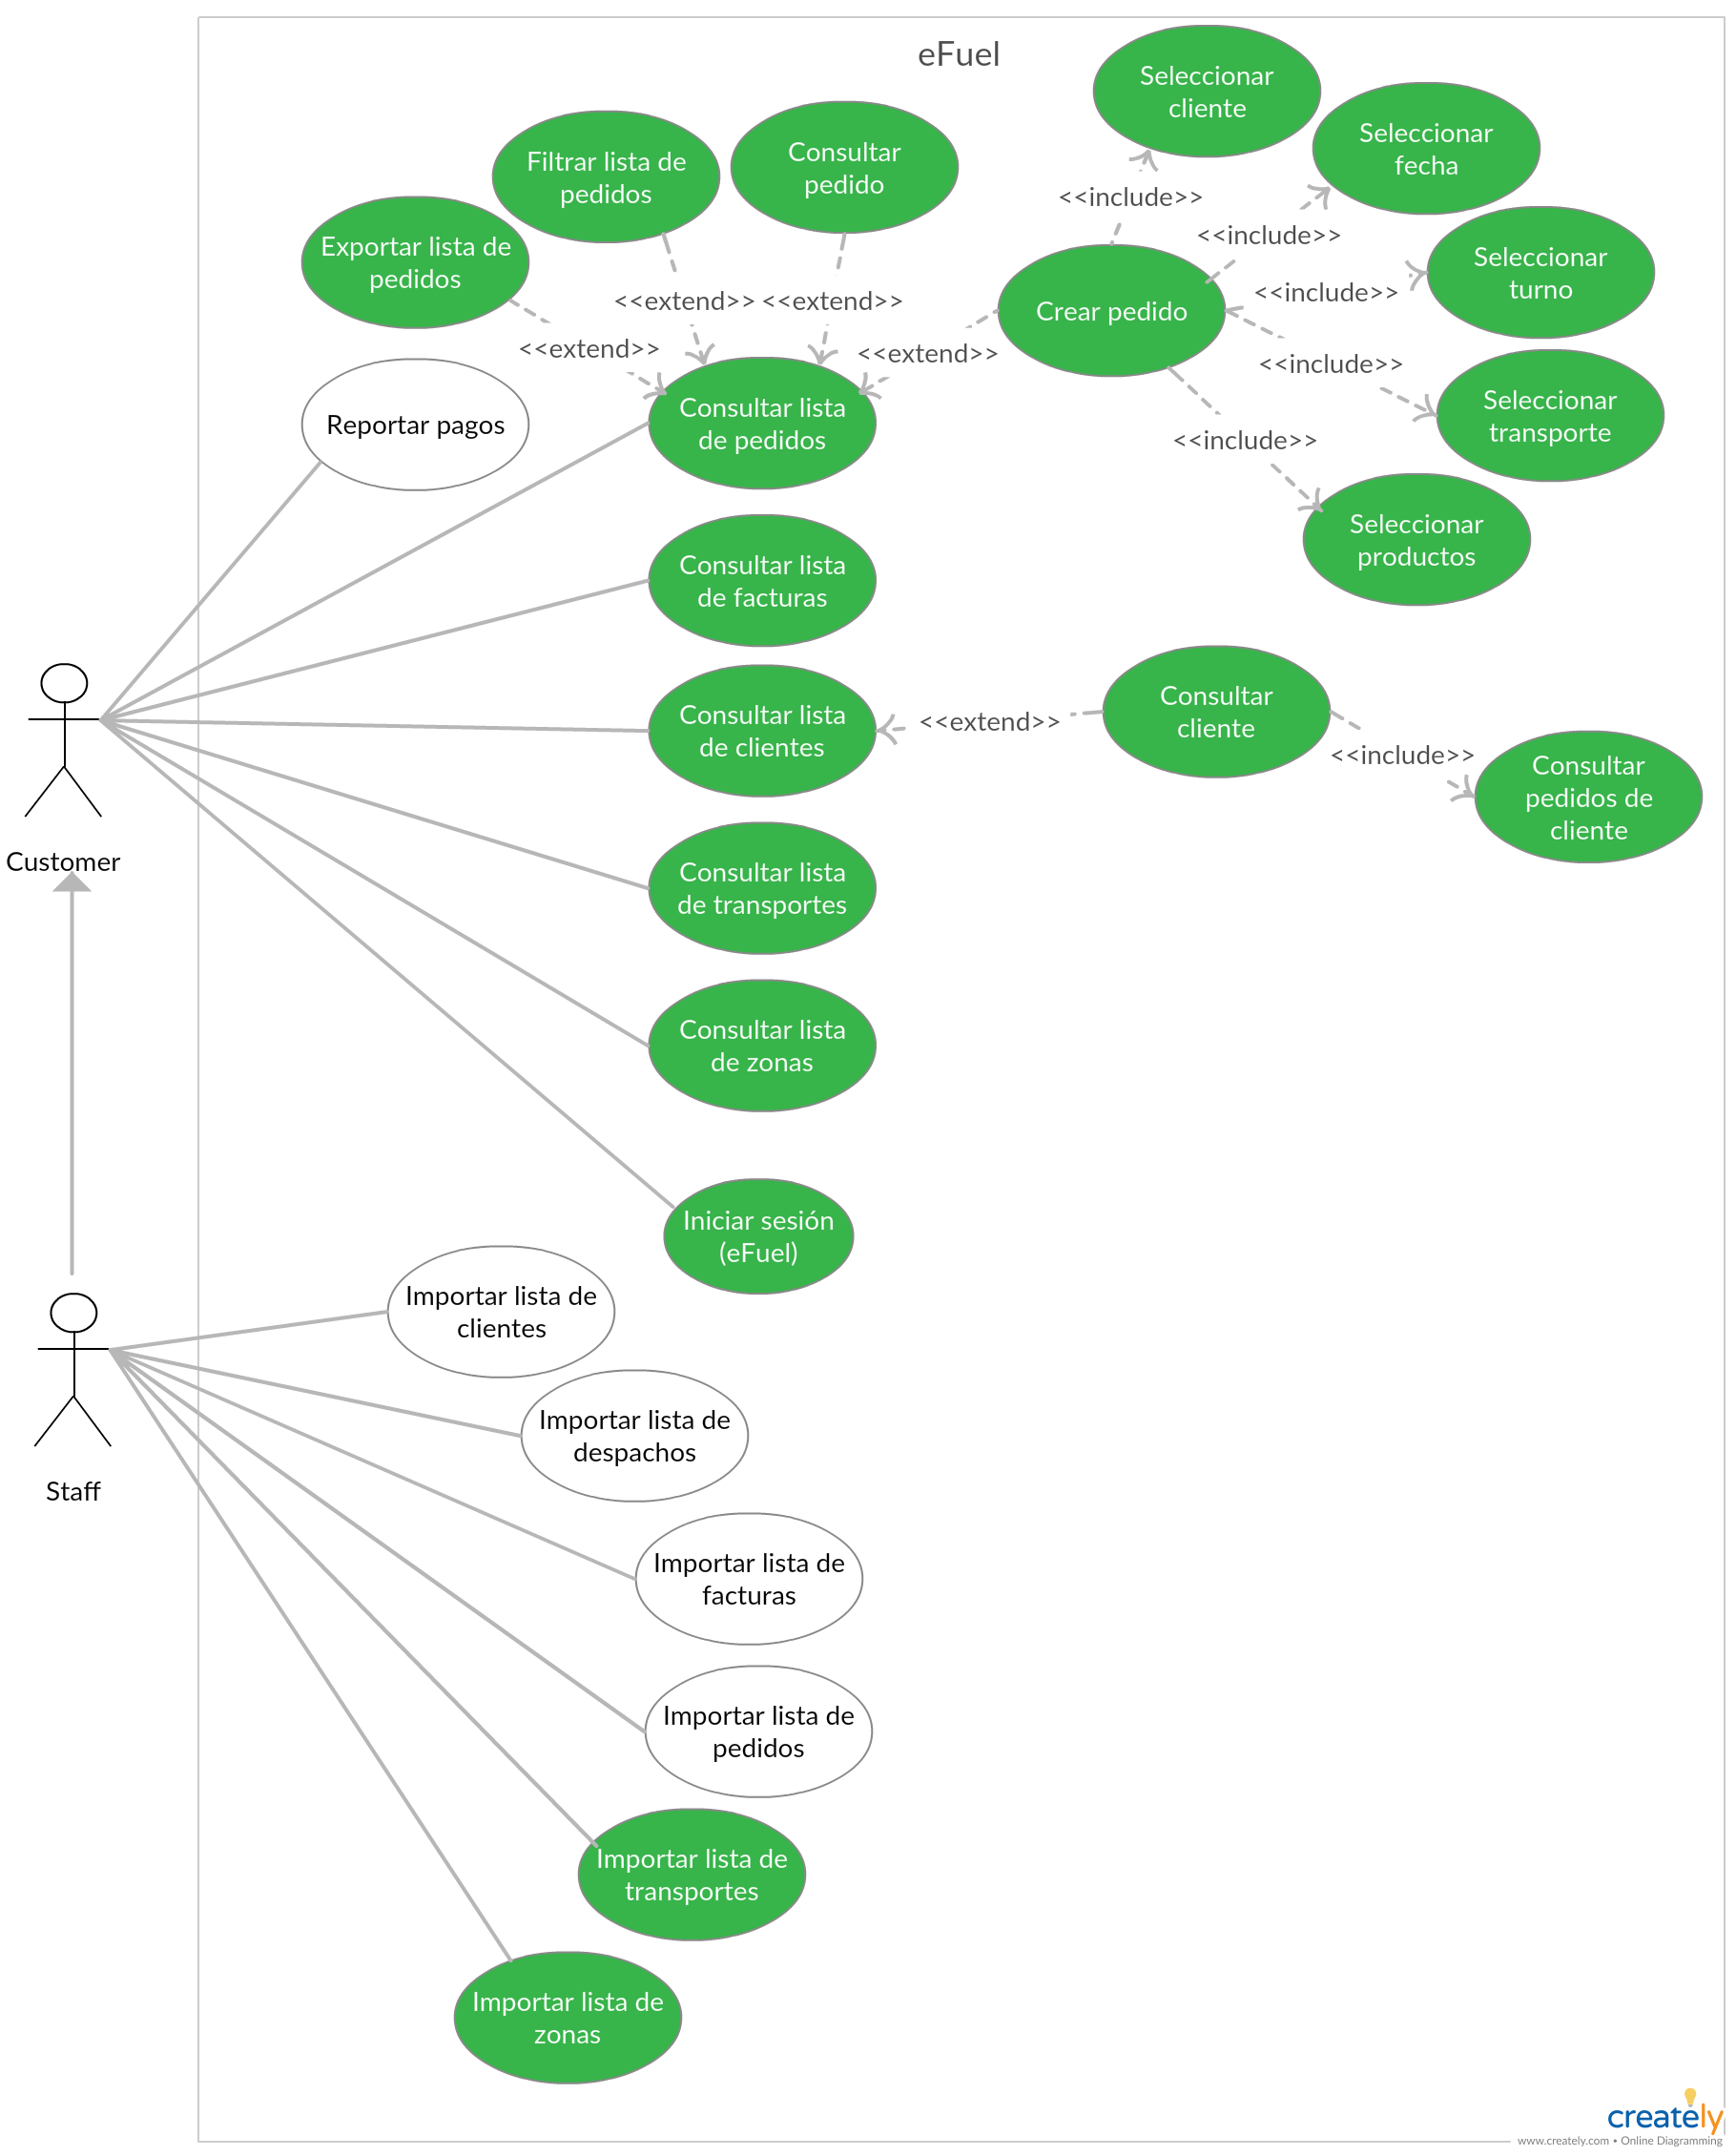 eFuel
Seleccionar
cliente
Seleccionar
fecha
Filtrar lista de
pedidos
Consultar
pedido
<<include>>
<<include>>
Exportar lista de
pedidos
Seleccionar
turno
<<extend>>
<<extend>>
<<include>>
Crear pedido
<<extend>>
<<extend>>
<<include>>
Reportar pagos
Consultar lista
de pedidos
Seleccionar
transporte
<<include>>
Seleccionar
productos
Consultar lista
de facturas
Consultar lista
de clientes
<<extend>>
Consultar
cliente
<<include>>
Consultar
pedidos de
cliente
Customer
Consultar lista
de transportes
Consultar lista
de zonas
Iniciar sesión
(eFuel)
Importar lista de
clientes
Importar lista de
despachos
Staff
Importar lista de
facturas
Importar lista de
pedidos
Importar lista de
transportes
Importar lista de
zonas
creately
www.creately.com • Online Diagramming